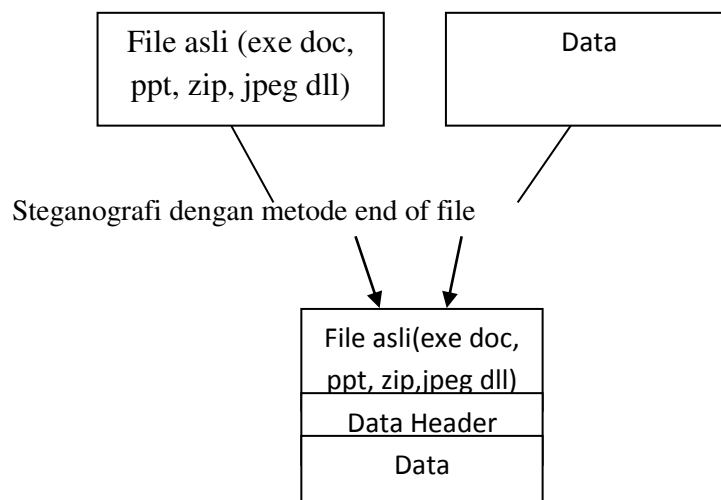 File asli (exe doc,
ppt, zip, jpeg dll)
Data
Steganografi dengan metode end of file
File asli(exe doc,
ppt, zip,jpeg dll)
Data Header
Data